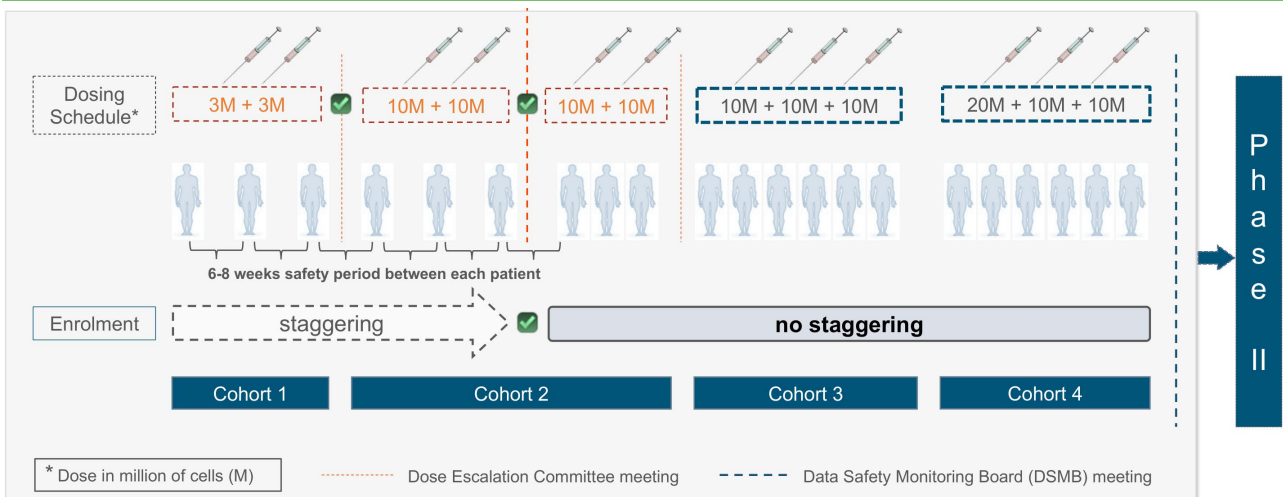 Dosing
Schedule*
3M + 3M
10M + 10M
10M + 10M
10M + 10M + 10M
20M + 10M + 10M
6-8 weeks safety period between each patient
Enrolment
staggering
no staggering
Cohort 1
Cohort 2
Cohort 3
Cohort 4
* Dose in million of cells (M)
Dose Escalation Committee meeting
Data Safety Monitoring Board (DSMB) meeting
Phase II